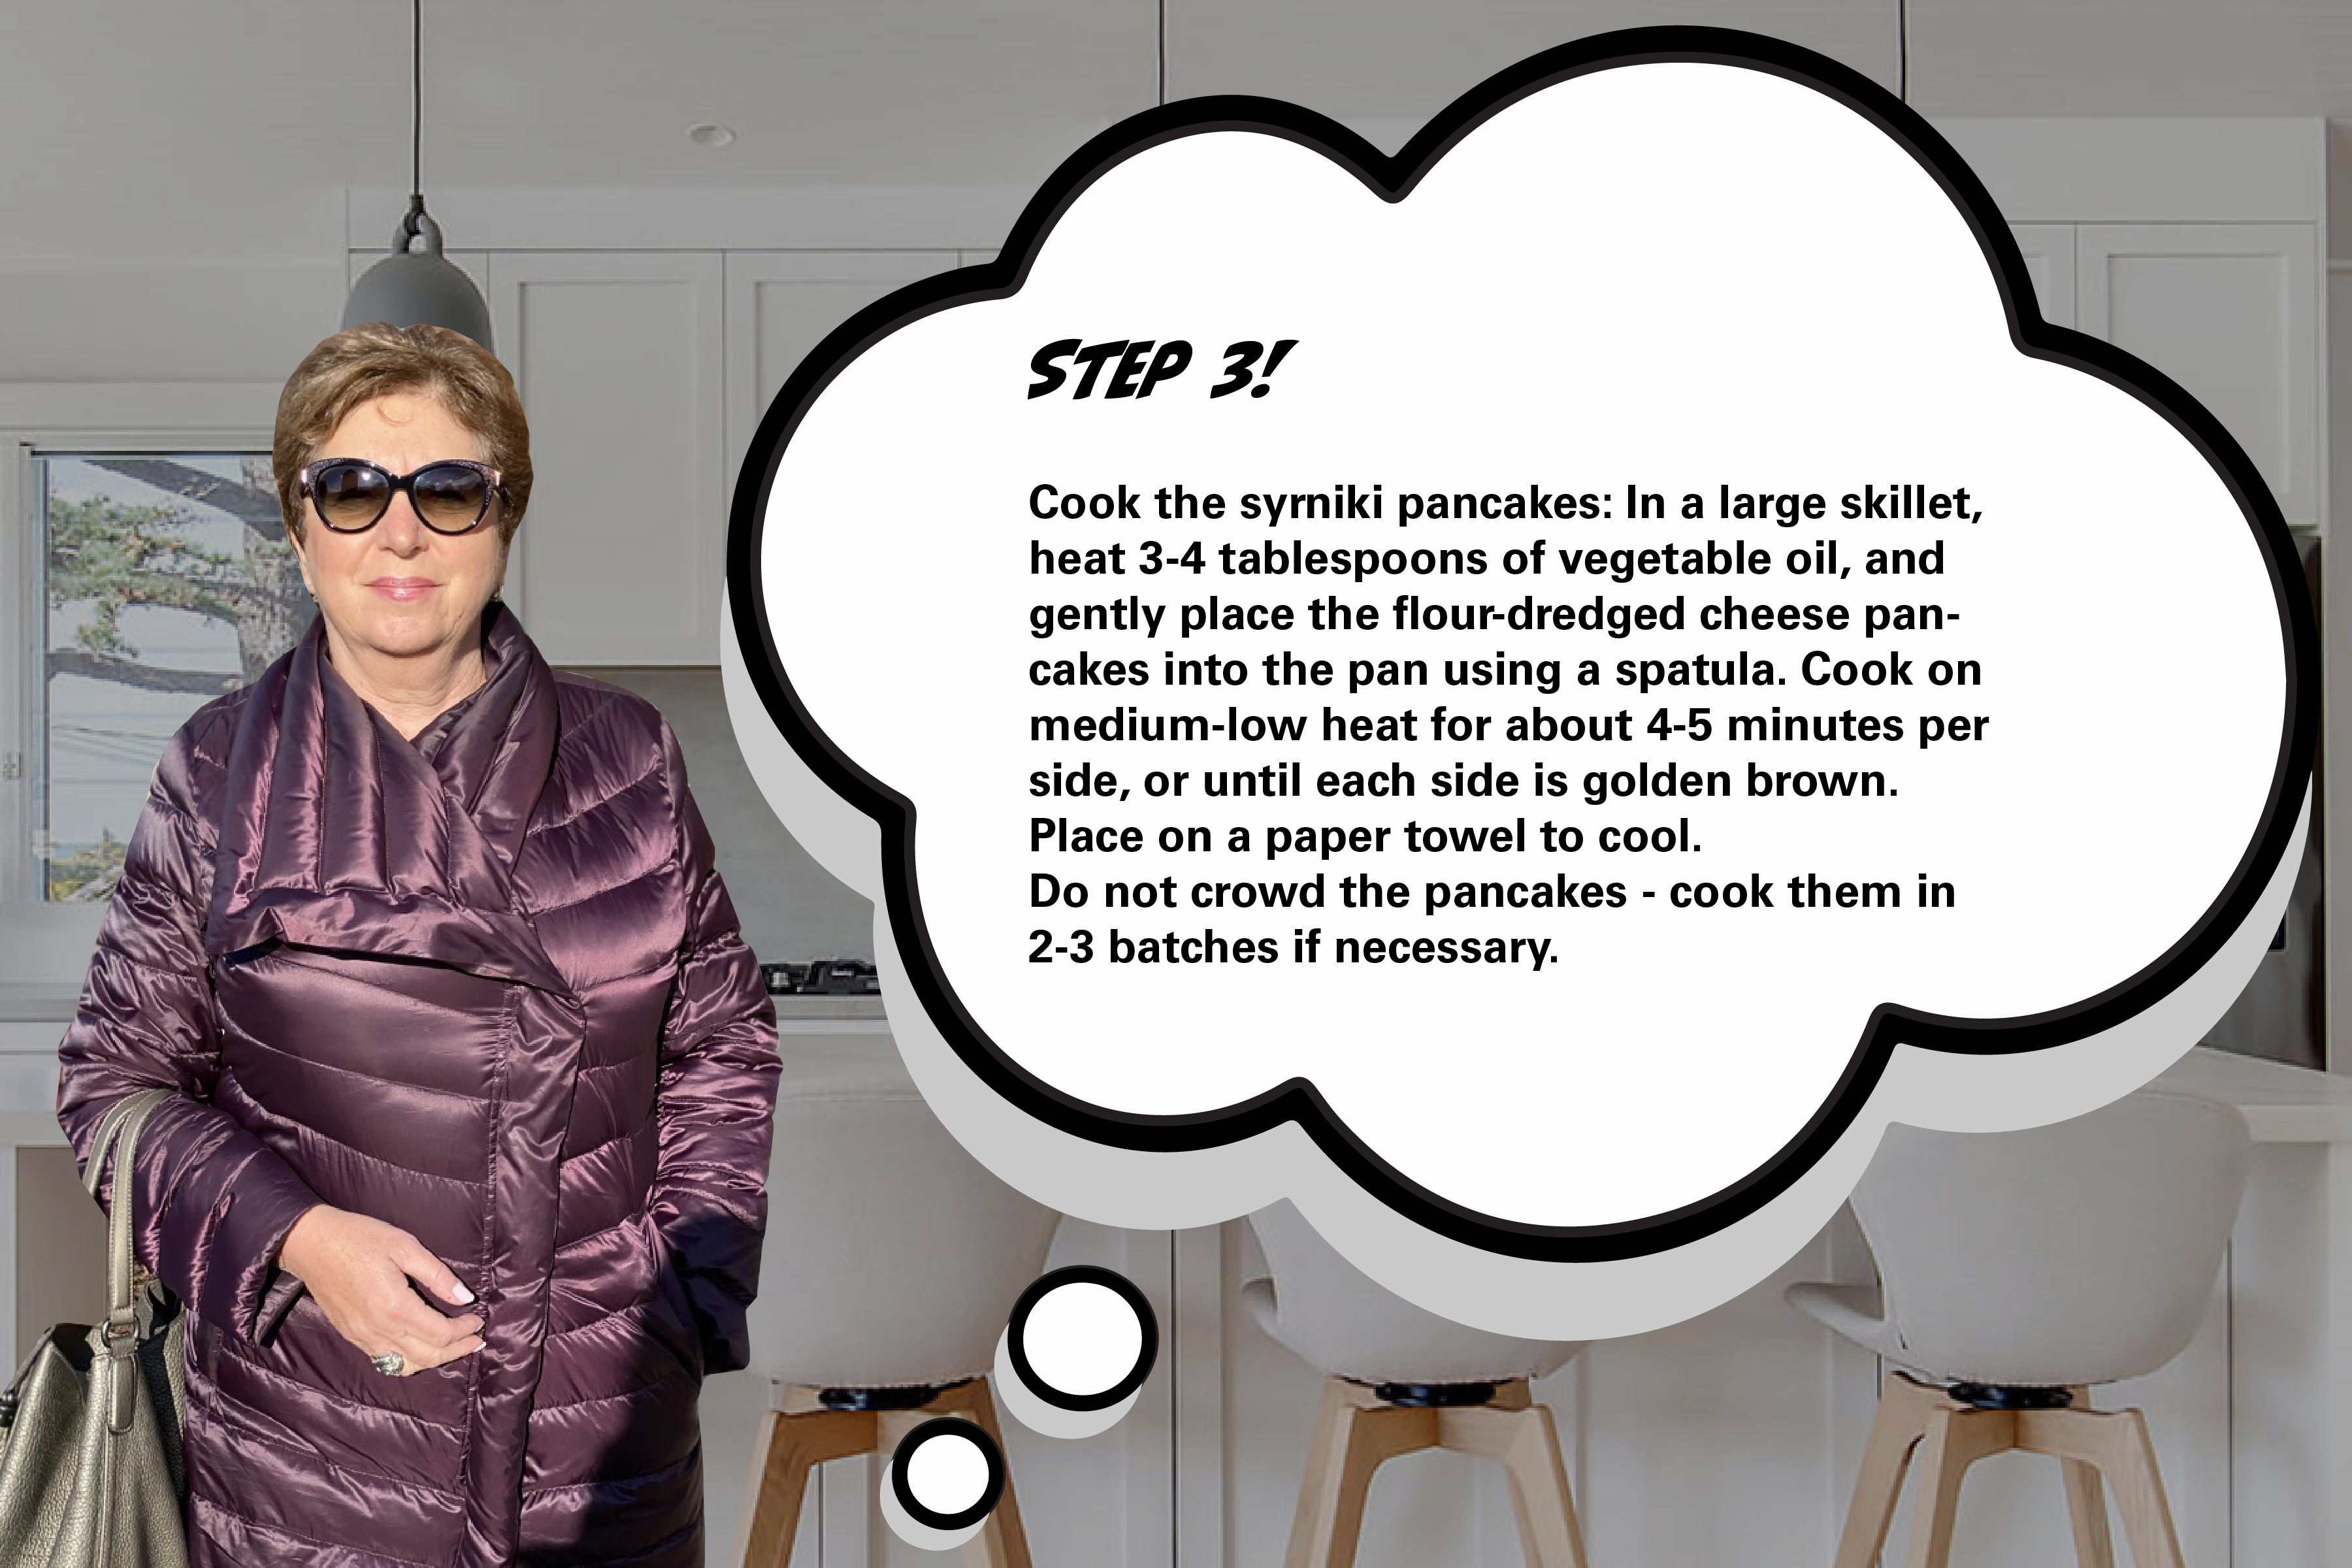 STEP 3!
Cook the syrniki pancakes: In a large skillet,
heat 3-4 tablespoons of vegetable oil, and
gently place the flour-dredged cheese pan-
cakes into the pan using a spatula. Cook on
medium-low heat for about 4-5 minutes per
side, or until each side is golden brown.
Place on a paper towel to cool.
Do not crowd the pancakes - cook them in
2-3 batches if necessary.